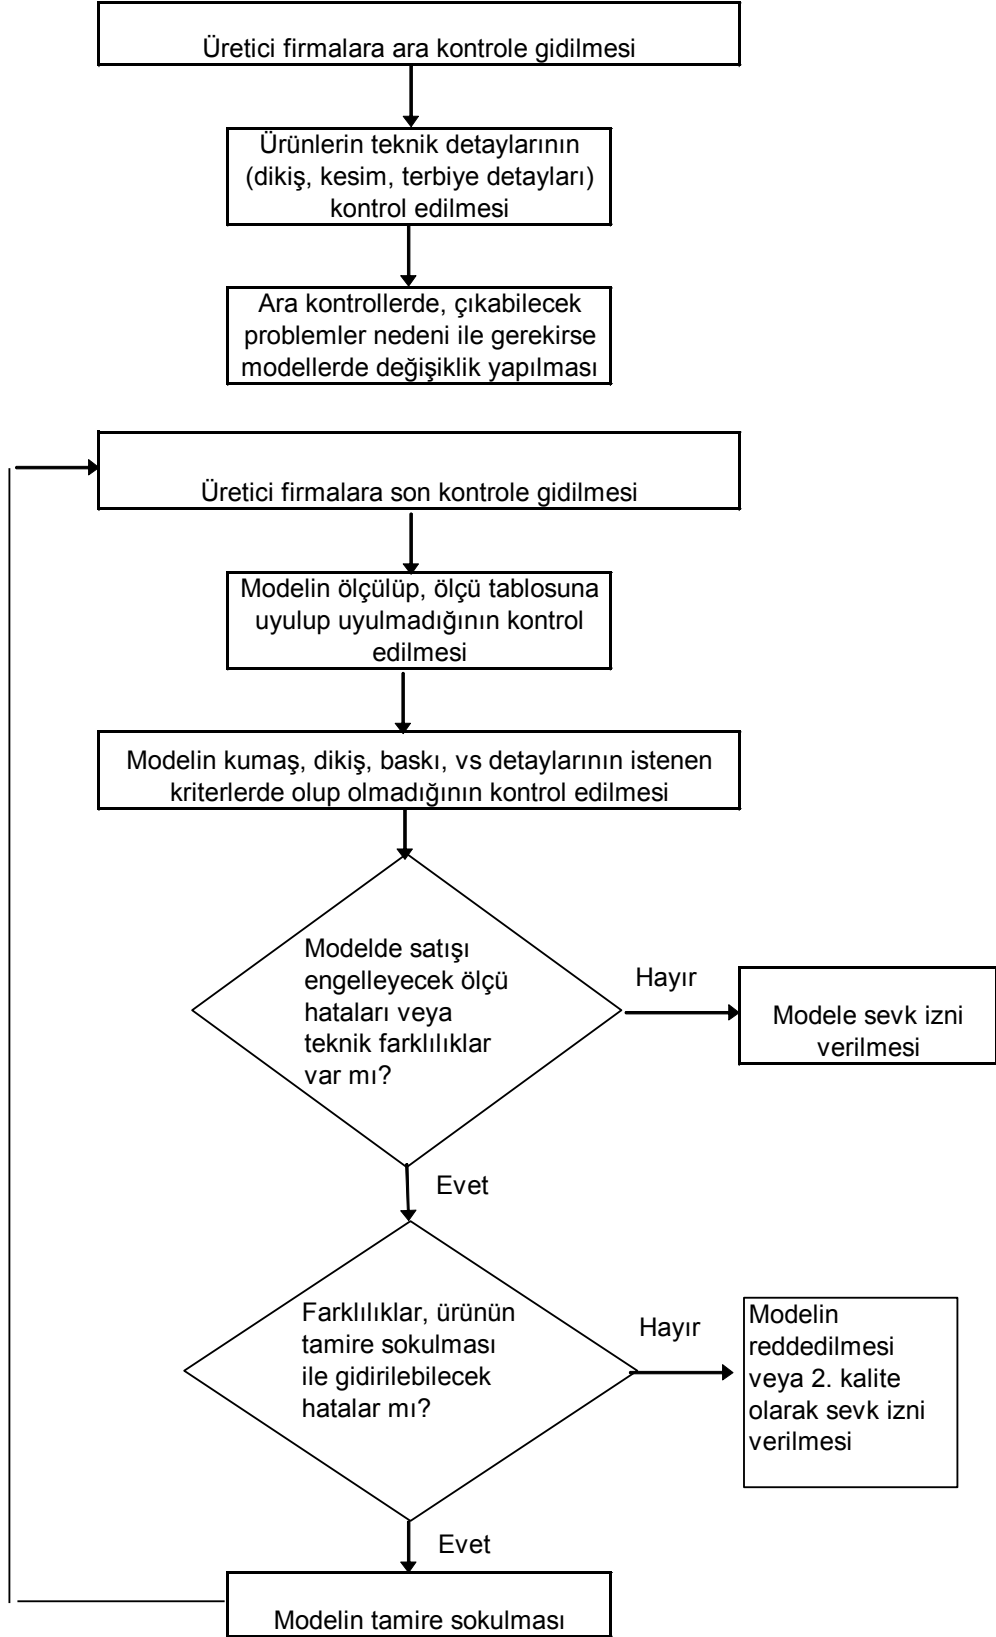 Üretici firmalara ara kontrole gidilmesi
Ürünlerin teknik detaylarının
(dikiş, kesim, terbiye detayları)
kontrol edilmesi
Ara kontrollerde, çıkabilecek
problemler nedeni ile gerekirse
modellerde değişiklik yapılması
Üretici firmalara son kontrole gidilmesi
Modelin ölçülüp, ölçü tablosuna
uyulup uyulmadığının kontrol
edilmesi
Modelin kumaş, dikiş, baskı, vs detaylarının istenen
kriterlerde olup olmadığının kontrol edilmesi
Modelde satışı
engelleyecek ölçü
hataları veya
teknik farklılıklar
var mı?
Hayır
Modele sevk izni
verilmesi
Evet
Farklılıklar, ürünün
tamire sokulması
ile gidirilebilecek
hatalar mı?
Hayır
Modelin
reddedilmesi
veya 2. kalite
olarak sevk izni
verilmesi
Evet
Modelin tamire sokulması